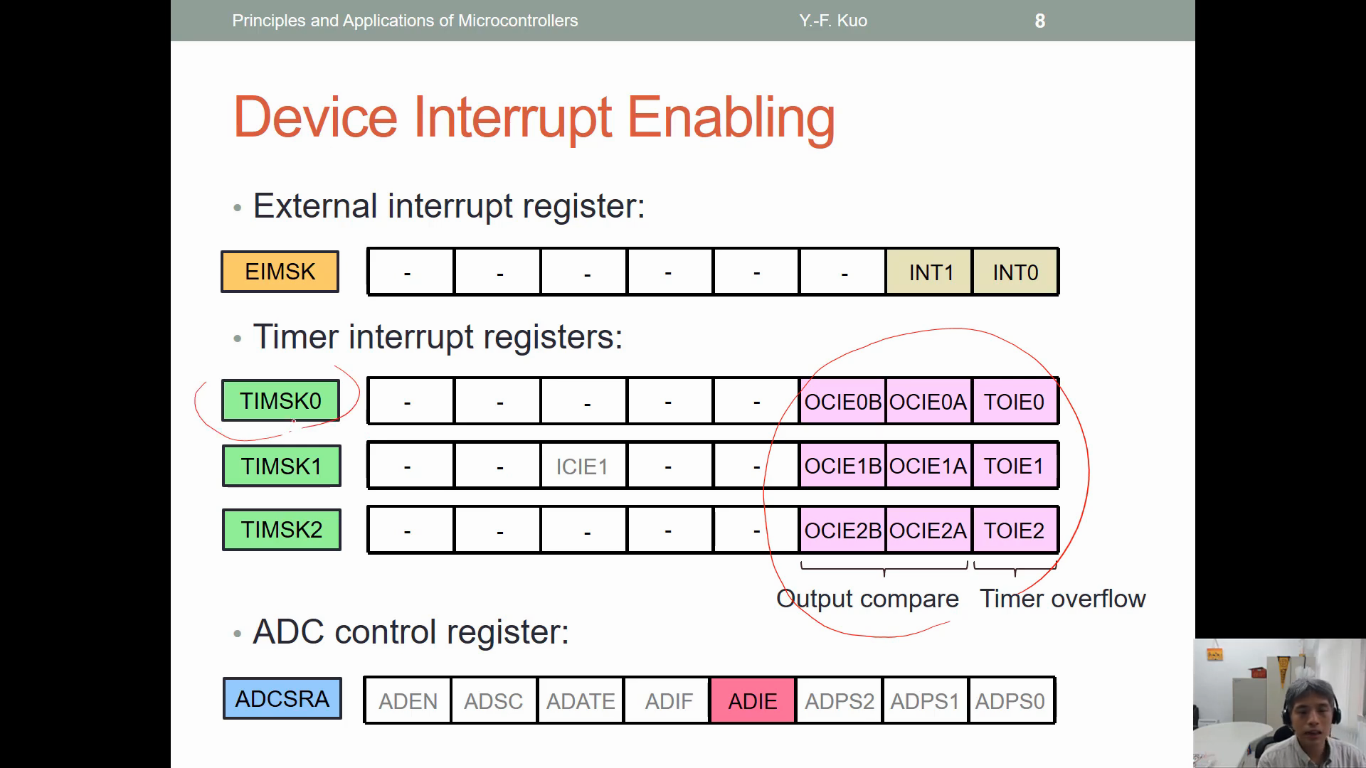 Principles and Applications of Microcontrollers Y.-F. Kuo 8
Device Interrupt Enabling
• External interrupt register:
EIMSK - - - - - - INT1 INT0
• Timer interrupt registers:
TIMSK0 - - - - - OCIE0B OCIE0A TOIE0
TIMSK1 - - ICIE1 - - OCIE1B OCIE1A TOIE1
TIMSK2 - - - - - OCIE2B OCIE2A TOIE2
Output compare Timer overflow
• ADC control register:
ADCSRA ADEN ADSC ADATE ADIF ADIE ADPS2 ADPS1 ADPS0